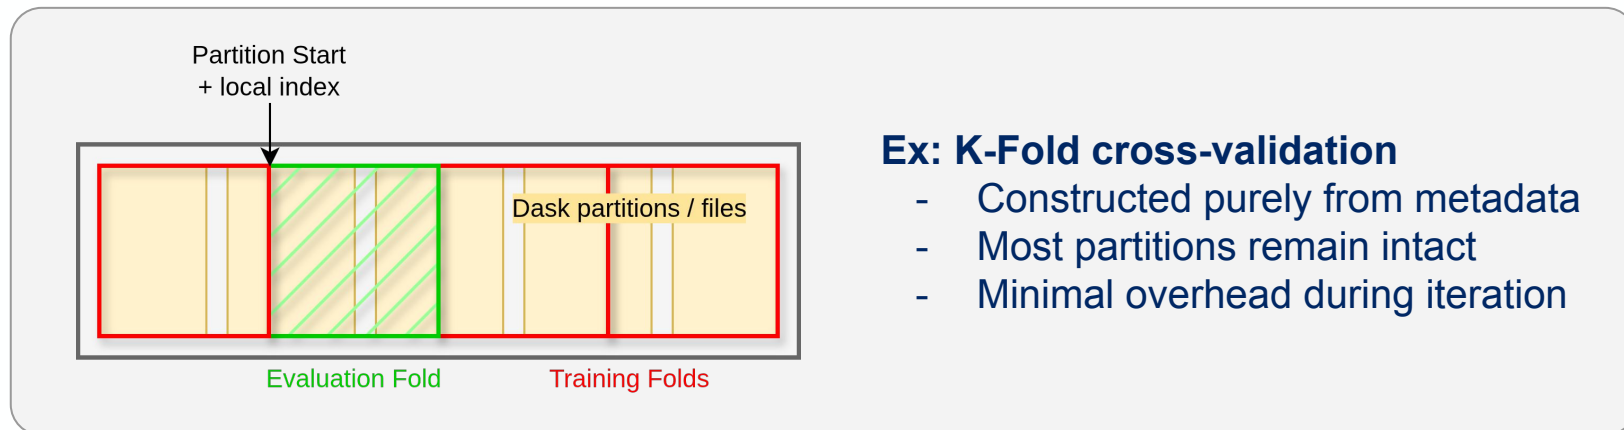 Partition Start
+ local index
Dask partitions / files
Evaluation Fold
Training Folds
Ex: K-Fold cross-validation
- Constructed purely from metadata
- Most partitions remain intact
- Minimal overhead during iteration